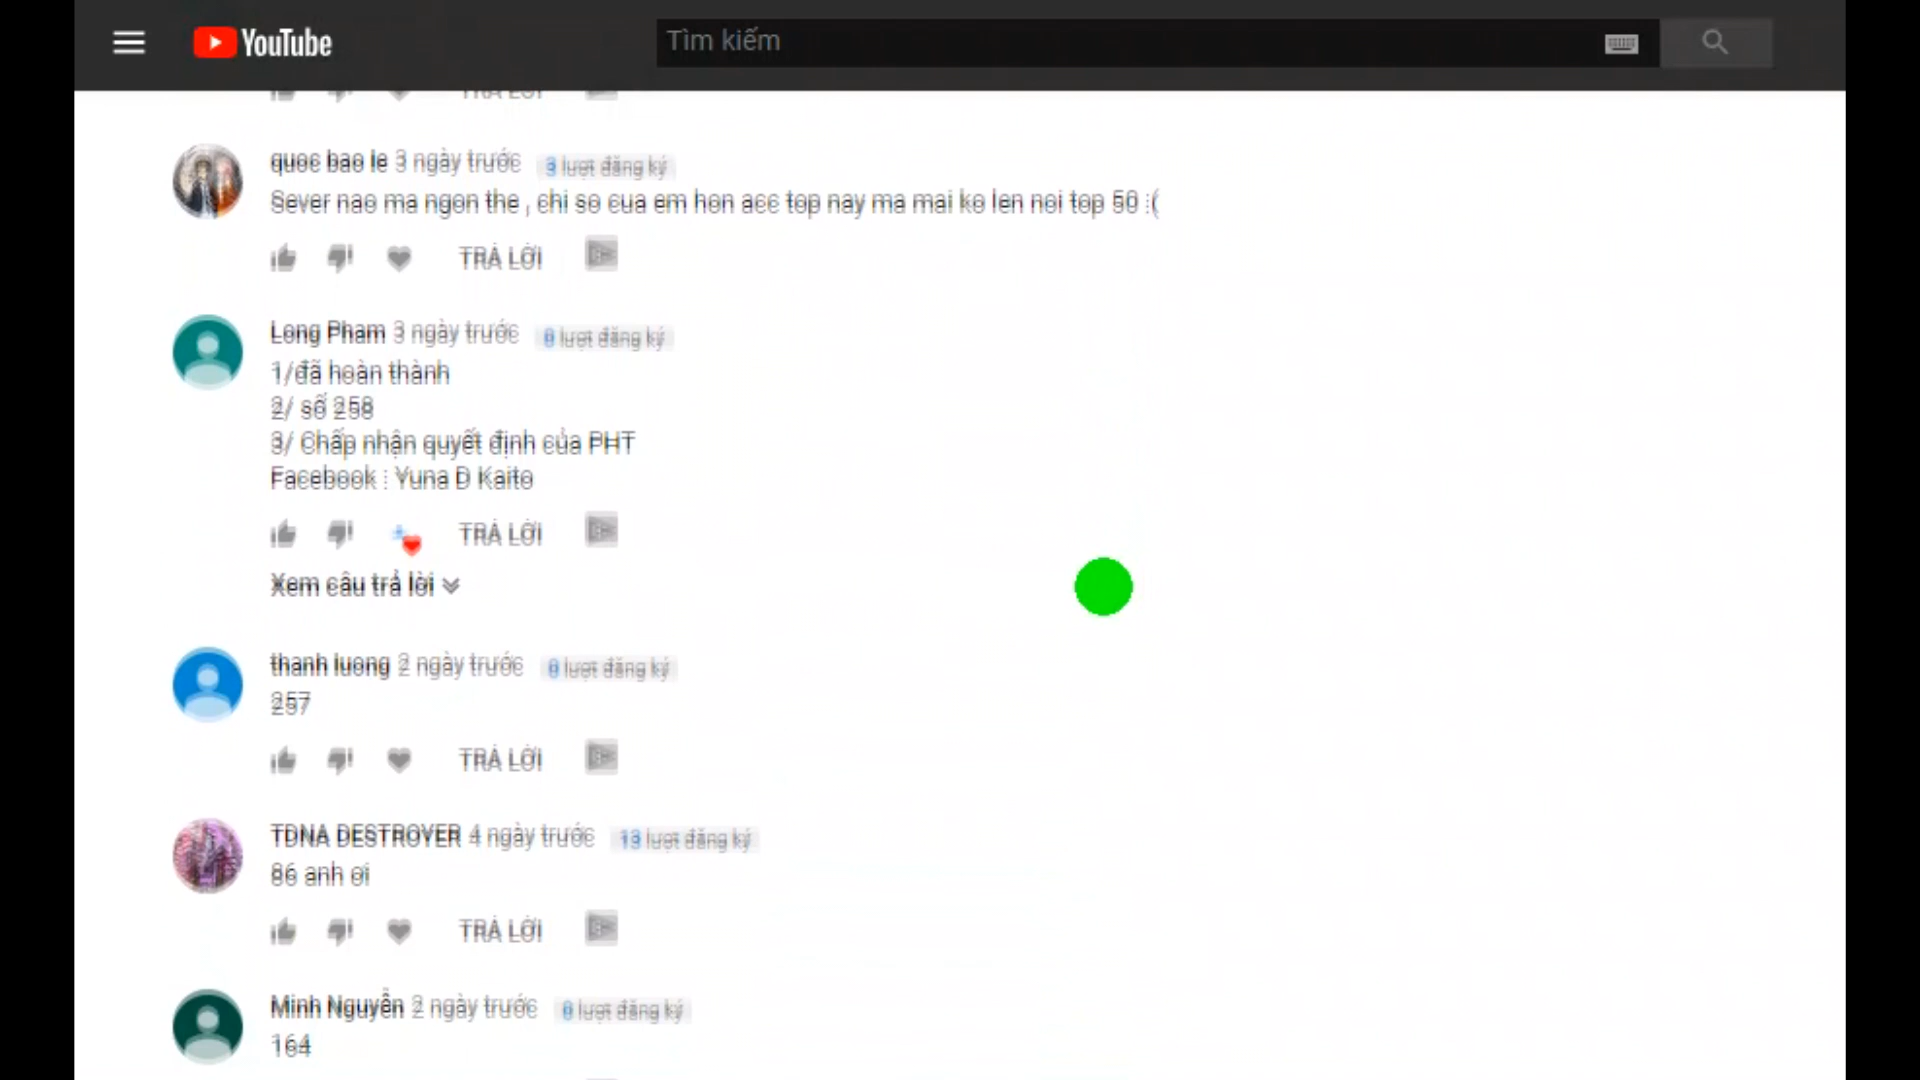 YouTube
Tìm kiếm
TRẢ LỜI
quoc bao le 3 ngày trước 3 lượt đăng ký
Sever nao ma ngon the , chi so cua em hon acc top nay ma mai ko len noi top 50 :(
TRẢ LỜI
Long Pham 3 ngày trước 0 lượt đăng ký
1/đã hoàn thành
2/ số 258
3/ Chấp nhận quyết định của PHT
Facebook : Yuna D Kaito
TRẢ LỜI
Xem câu trả lời
thanh luong 2 ngày trước 0 lượt đăng ký
257
TRẢ LỜI
TDNA DESTROYER 4 ngày trước 13 lượt đăng ký
86 anh ơi
TRẢ LỜI
Minh Nguyễn 2 ngày trước 0 lượt đăng ký
164